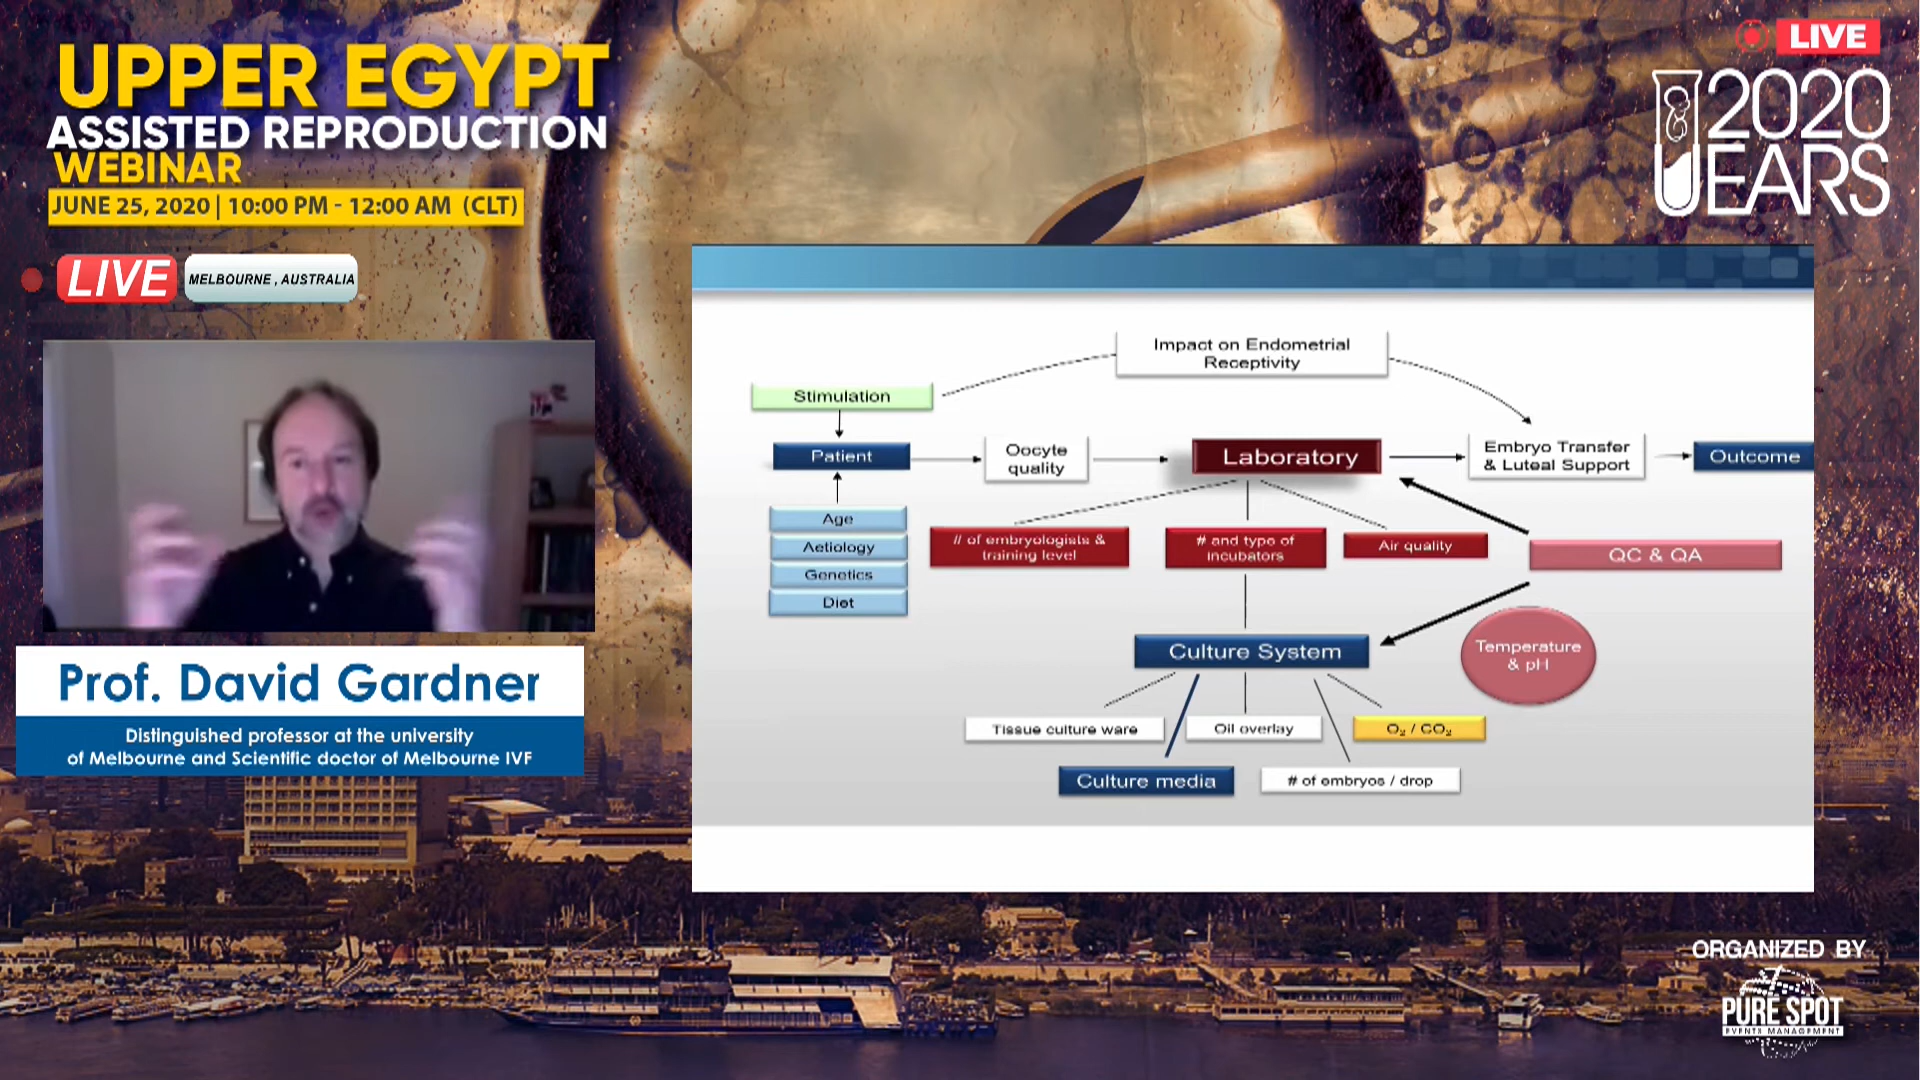 UPPER EGYPT
ASSISTED REPRODUCTION
WEBINAR
JUNE 25, 2020 | 10:00 PM - 12:00 AM (CLT)
LIVE
MELBOURNE , AUSTRALIA
LIVE
2020
UEARS
Impact on Endometrial
Receptivity
Stimulation
Patient
Oocyte
quality
Laboratory
Embryo Transfer
& Luteal Support
Outcome
Age
Aetiology
Genetics
Diet
# of embryologists &
training level
# and type of
incubators
Air quality
QC & QA
Culture System
Temperature
& pH
Tissue culture ware
Oil overlay
O₂ / CO₂
Culture media
# of embryos / drop
Prof. David Gardner
Distinguished professor at the university
of Melbourne and Scientific doctor of Melbourne IVF
ORGANIZED BY
PURE SPOT
EVENTS MANAGEMENT